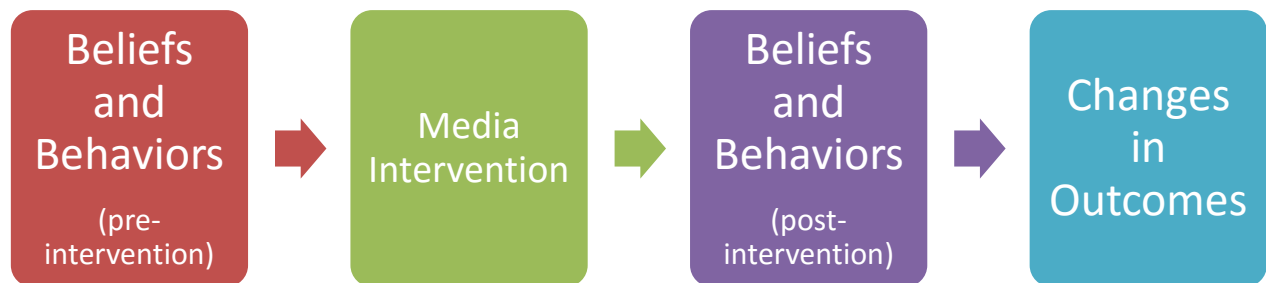 Beliefs
and
Behaviors
(pre-
intervention)
Media
Intervention
Beliefs
and
Behaviors
(post-
intervention)
Changes
in
Outcomes